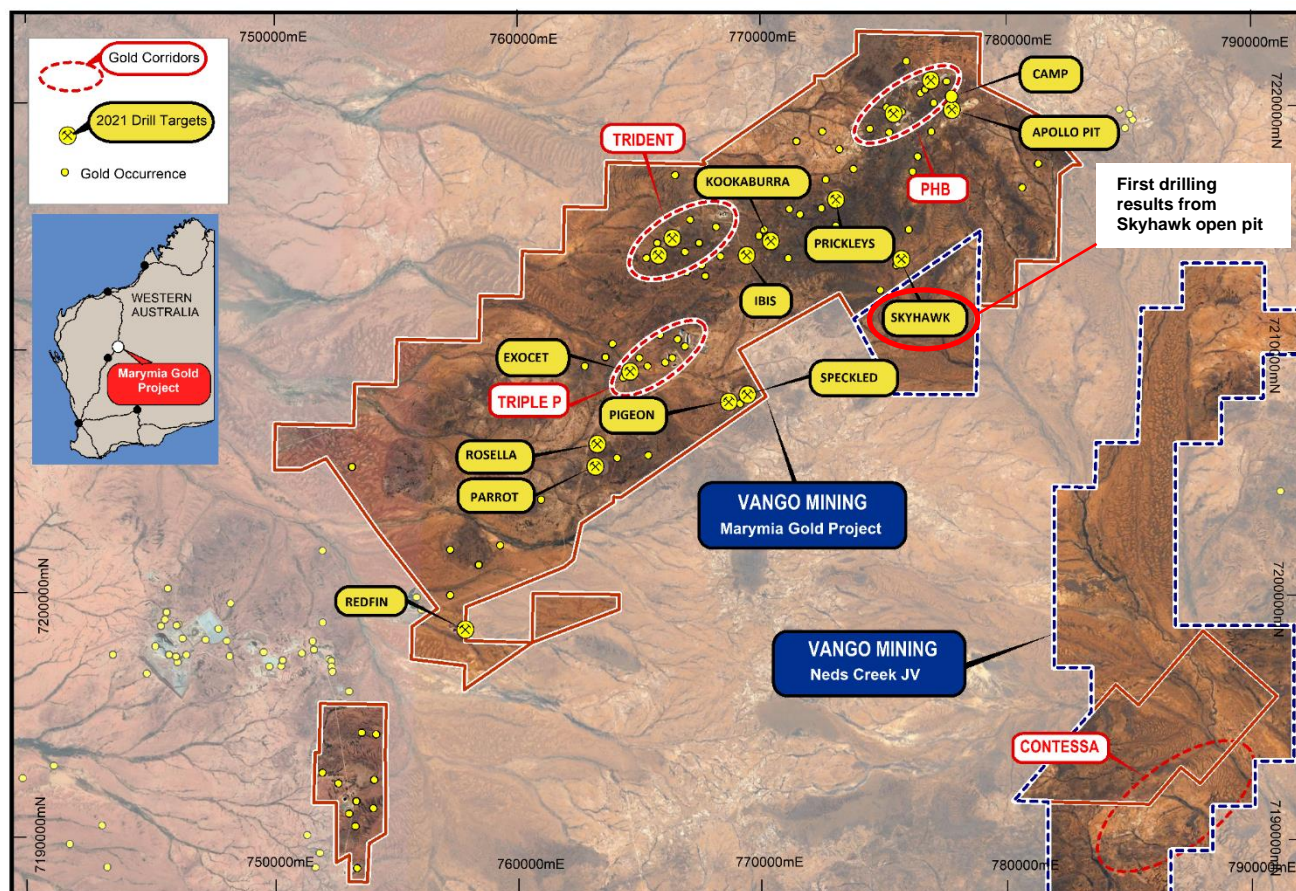 750000mE
760000mE
770000mE
780000mE
790000mE
Gold Corridors
2021 Drill Targets
Gold Occurrence
WESTERN
AUSTRALIA
Marymia Gold
Project
CAMP
7220000mN
APOLLO PIT
TRIDENT
KOOKABURRA
PHB
First drilling
results from
Skyhawk open pit
PRICKLEYS
IBIS
SKYHAWK
7210000mN
EXOCET
SPECKLED
TRIPLE P
PIGEON
ROSELLA
PARROT
VANGO MINING
Marymia Gold Project
7200000mN
REDFIN
7200000mN
VANGO MINING
Neds Creek JV
CONTESSA
7190000mN
7190000mN
750000mE
760000mE
770000mE
780000mE
790000mE